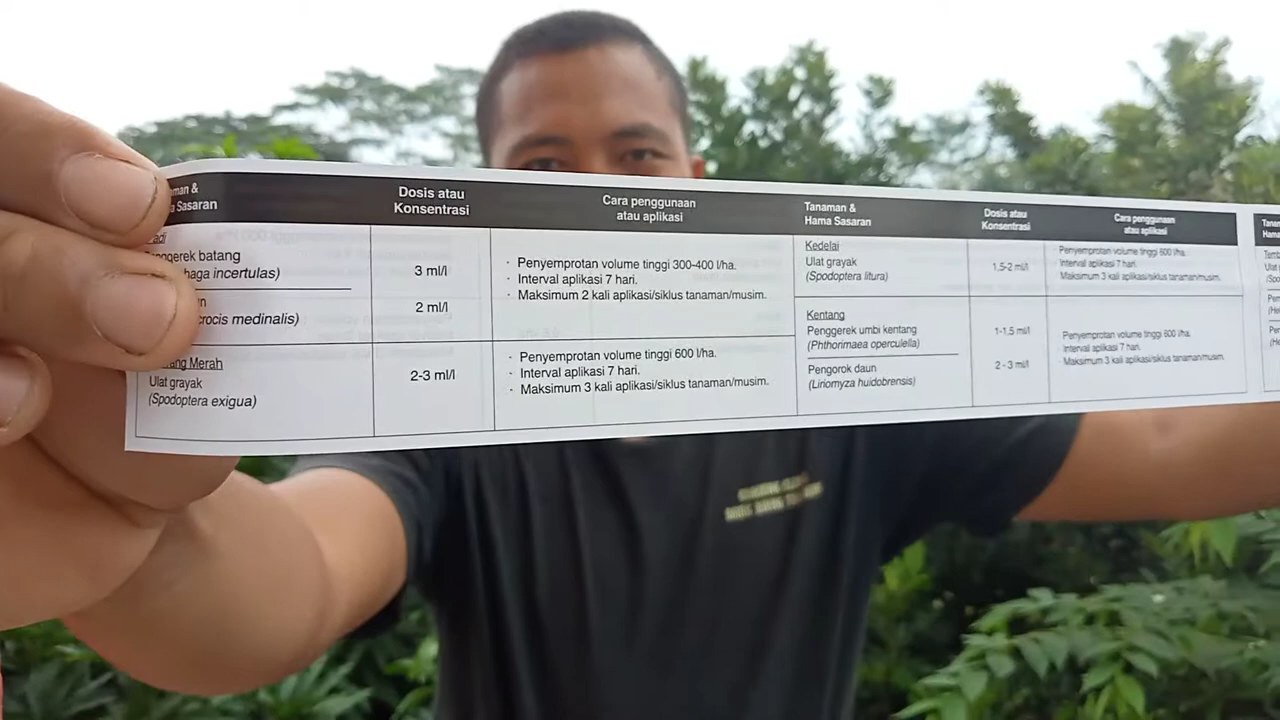 Dosis atau
Konsentrasi
Cara penggunaan
atau aplikasi
Sasaran
batang
incertulas)
3 ml/l
medinalis)
2 ml/l
· Penyemprotan volume tinggi 300-400 l/ha.
· Interval aplikasi 7 hari.
· Maksimum 2 kali aplikasi/siklus tanaman/musim.
Merah
Ulat grayak
(Spodoptera exigua)
2-3 ml/l
· Penyemprotan volume tinggi 600 l/ha.
· Interval aplikasi 7 hari.
· Maksimum 3 kali aplikasi/siklus tanaman/musim.
Tanaman &
Hama Sasaran
Dosis atau
Konsentrasi
Cara penggunaan
atau aplikasi
Kedelai
Ulat grayak
(Spodoptera litura)
1,5-2 ml/l
· Penyemprotan volume tinggi 600 l/ha.
· Interval aplikasi 7 hari.
· Maksimum 3 kali aplikasi/siklus tanaman/musim.
Kentang
Penggerek umbi kentang
(Phthorimaea operculella)
1-1,5 ml/l
Pengorok daun
(Liriomyza huidobrensis)
2 - 3 ml/l
· Penyemprotan volume tinggi 600 l/ha.
· Interval aplikasi 7 hari.
· Maksimum 3 kali aplikasi/siklus tanaman/musim.